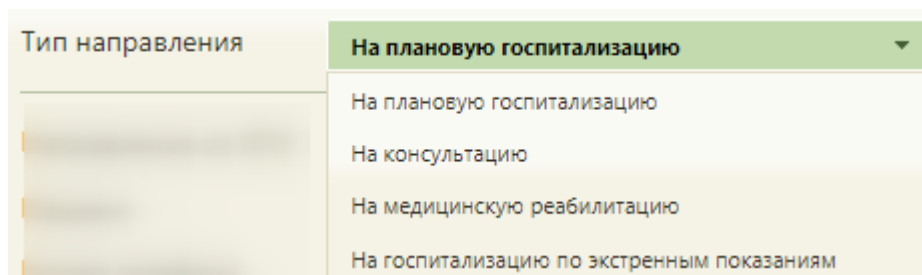 Тип направления
На плановую госпитализацию
На плановую госпитализацию
На консультацию
На медицинскую реабилитацию
На госпитализацию по экстренным показаниям